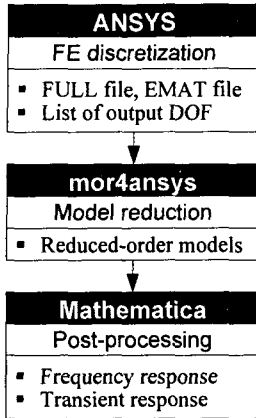 ANSYS
FE discretization
▪ FULL file, EMAT file
▪ List of output DOF
mor4ansys
Model reduction
▪ Reduced-order models
Mathematica
Post-processing
▪ Frequency response
▪ Transient response